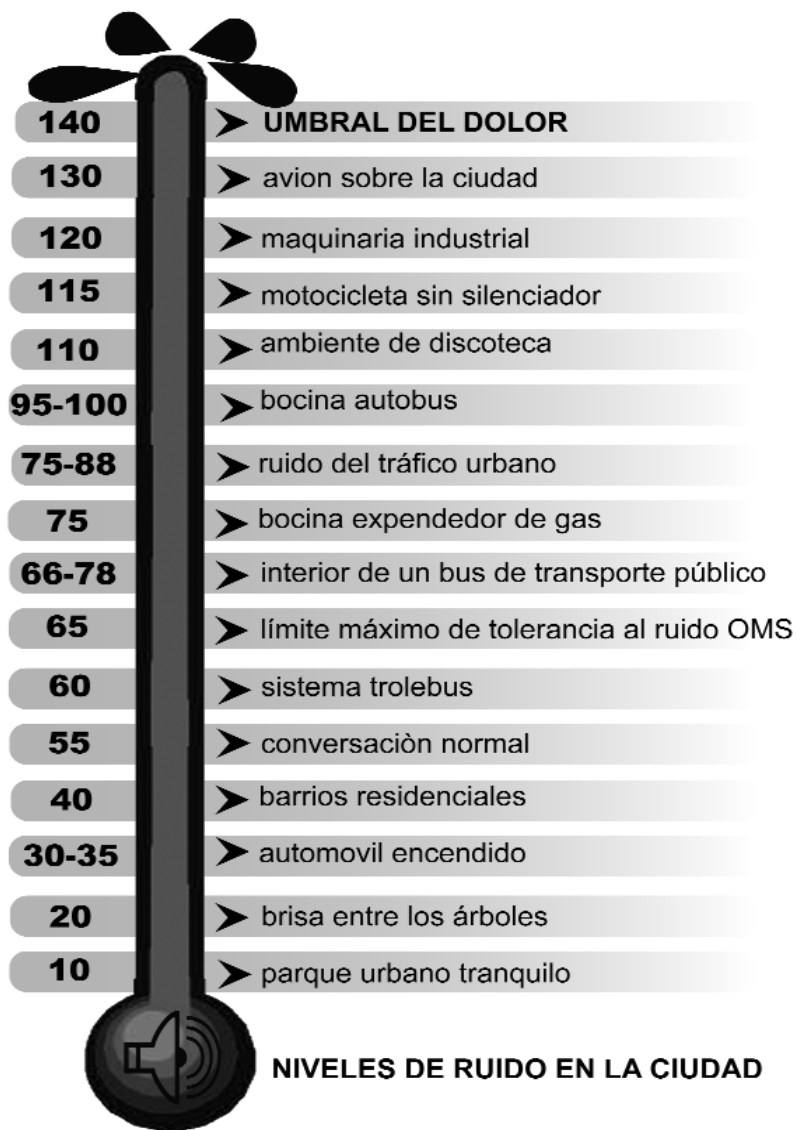 140 UMBRAL DEL DOLOR
130 avion sobre la ciudad
120 maquinaria industrial
115 motocicleta sin silenciador
110 ambiente de discoteca
95-100 bocina autobus
75-88 ruido del tráfico urbano
75 bocina expendedor de gas
66-78 interior de un bus de transporte público
65 límite máximo de tolerancia al ruido OMS
60 sistema trolebus
55 conversaciòn normal
40 barrios residenciales
30-35 automovil encendido
20 brisa entre los árboles
10 parque urbano tranquilo
NIVELES DE RUIDO EN LA CIUDAD